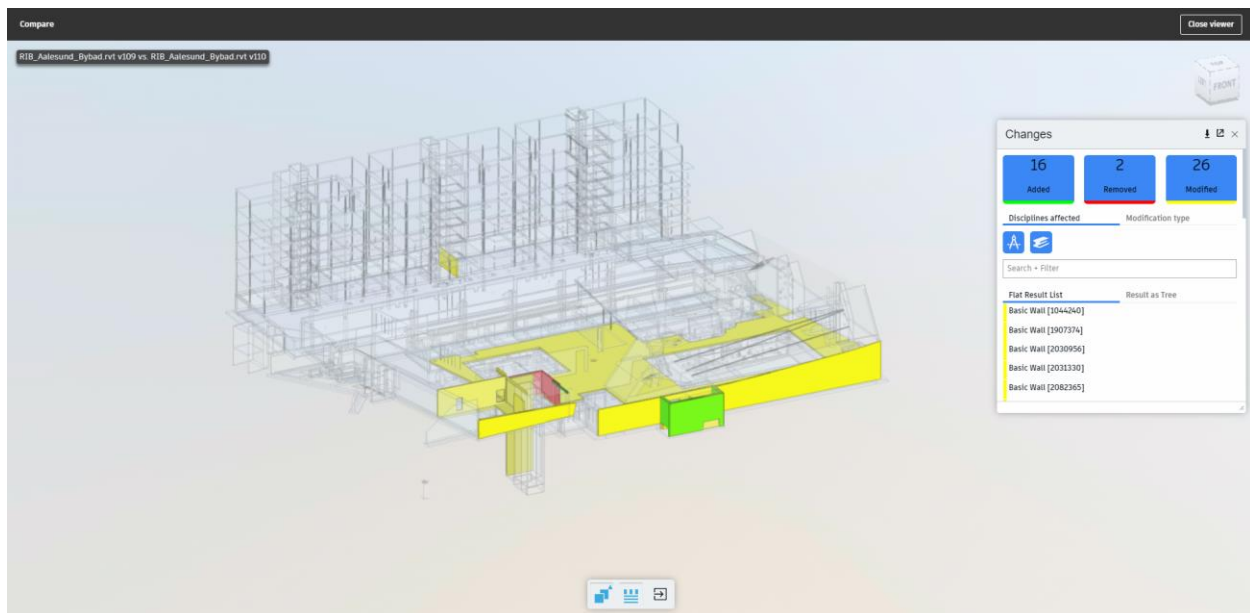 Compare
Close viewer
RIB_Aalesund_Bybad.rvt v109 vs. RIB_Aalesund_Bybad.rvt v110
TOP
FRONT
Changes
16
2
26
Added
Removed
Modified
Disciplines affected
Modification type
Search + Filter
Flat Result List
Result as Tree
Basic Wall [1044240]
Basic Wall [1907374]
Basic Wall [2030956]
Basic Wall [2031330]
Basic Wall [2082365]